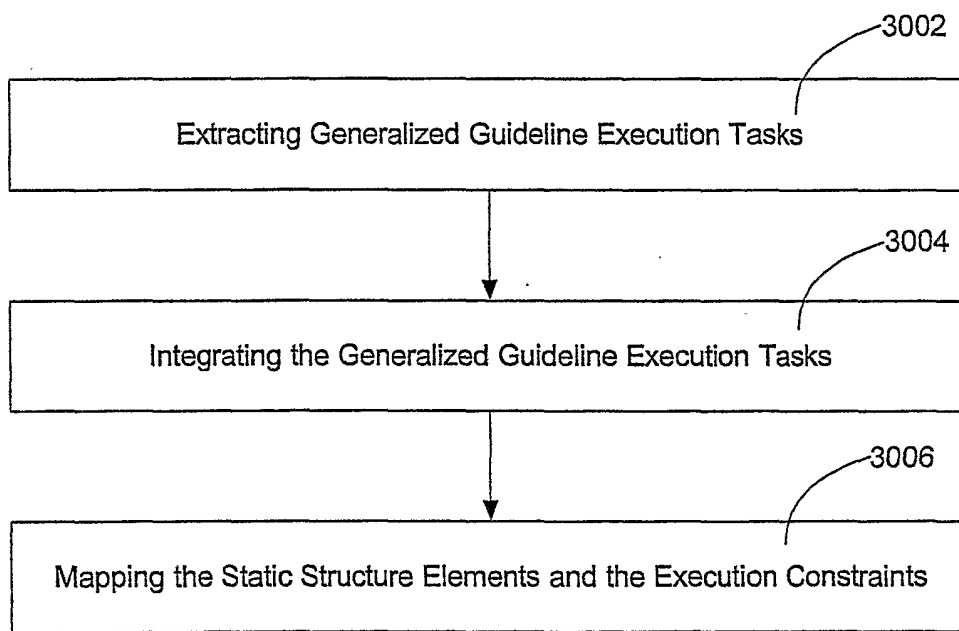 3002
Extracting Generalized Guideline Execution Tasks
3004
Integrating the Generalized Guideline Execution Tasks
3006
Mapping the Static Structure Elements and the Execution Constraints